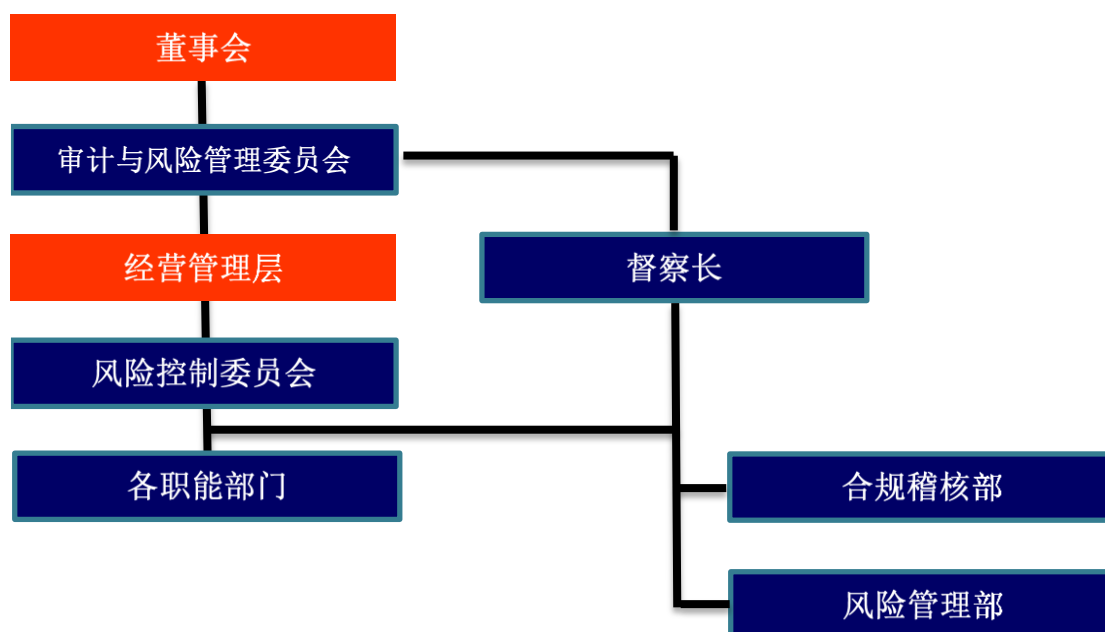 董事会
审计与风险管理委员会
经营管理层
督察长
风险控制委员会
各职能部门
合规稽核部
风险管理部